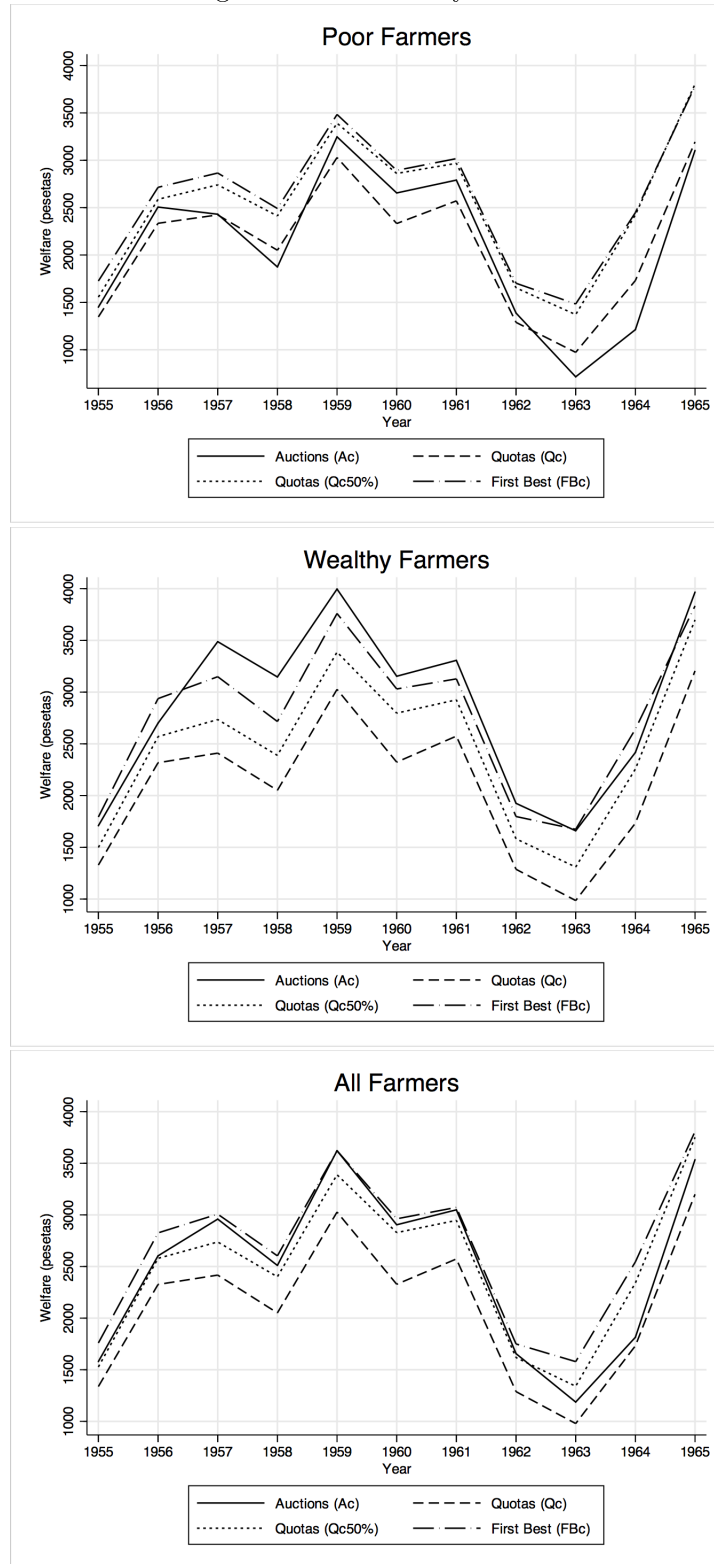 Poor Farmers
Welfare (pesetas)
4000
3500
3000
2500
2000
1500
1000
1955 1956 1957 1958 1959 1960 1961 1962 1963 1964 1965
Year
Auctions (Ac) Quotas (Qc)
Quotas (Qc50%) First Best (FBc)
Wealthy Farmers
Welfare (pesetas)
4000
3500
3000
2500
2000
1500
1000
1955 1956 1957 1958 1959 1960 1961 1962 1963 1964 1965
Year
Auctions (Ac) Quotas (Qc)
Quotas (Qc50%) First Best (FBc)
All Farmers
Welfare (pesetas)
4000
3500
3000
2500
2000
1500
1000
1955 1956 1957 1958 1959 1960 1961 1962 1963 1964 1965
Year
Auctions (Ac) Quotas (Qc)
Quotas (Qc50%) First Best (FBc)